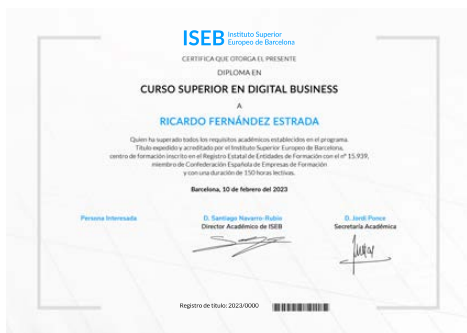 ISEB Instituto Superior
Europeo de Barcelona
CERTIFICA QUE OTORGA EL PRESENTE
DIPLOMA EN
CURSO SUPERIOR EN DIGITAL BUSINESS
A
RICARDO FERNÁNDEZ ESTRADA
Quien ha superado todos los requisitos académicos establecidos en el programa.
Título expedido y acreditado por el Instituto Superior Europeo de Barcelona,
centro de formación inscrito en el Registro Estatal de Entidades de Formación con el nº 15.939,
miembro de Confederación Española de Empresas de Formación
y con una duración de 150 horas lectivas.
Barcelona, 10 de febrero del 2023
Persona Interesada
D. Santiago Navarro-Rubio
Director Académico de ISEB
D. Jordi Ponce
Secretaría Académica
Registro de título: 2023/0000